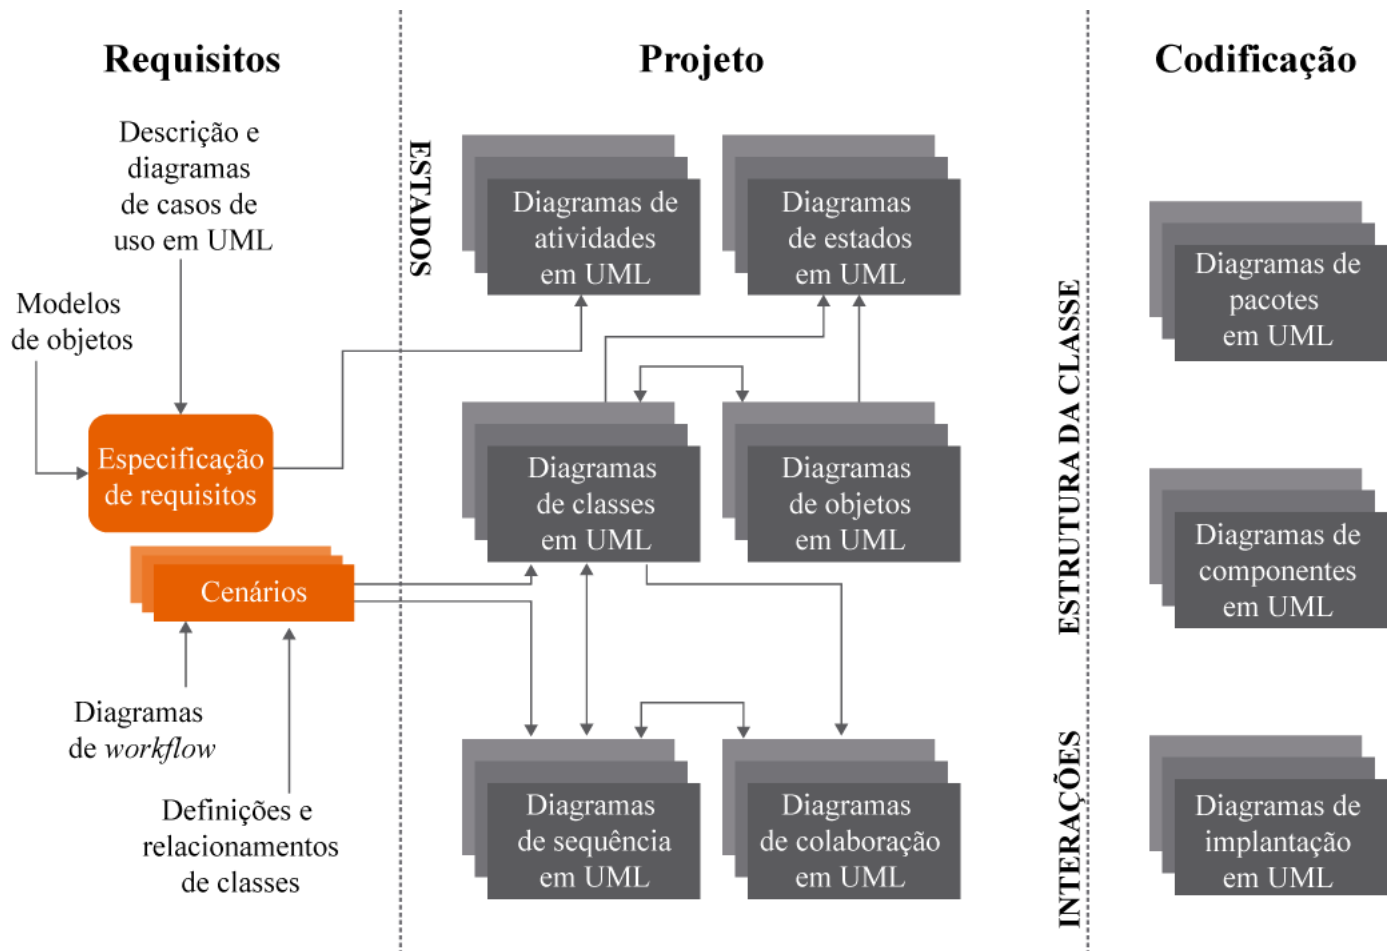 Requisitos
Descrição e
diagramas
de casos de
uso em UML
Modelos
de objetos
Especificação
de requisitos
Cenários
Diagramas
de workflow
Definições e
relacionamentos
de classes
Projeto
ESTADOS
Diagramas de
atividades
em UML
Diagramas
de estados
em UML
ESTRUTURA DA CLASSE
Diagramas
de classes
em UML
Diagramas
de objetos
em UML
INTERAÇÕES
Diagramas
de sequência
em UML
Diagramas
de colaboração
em UML
Codificação
Diagramas de
pacotes
em UML
Diagramas de
componentes
em UML
Diagramas de
implantação
em UML